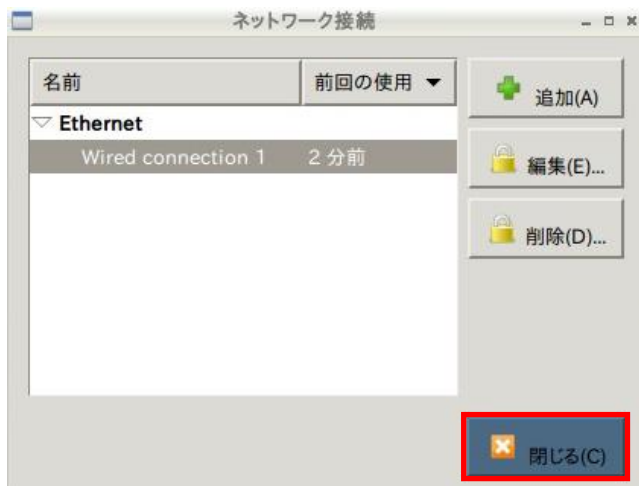 ネットワーク接続
名前
前回の使用
追加(A)
Ethernet
Wired connection 1
2 分前
編集(E)...
削除(D)...
閉じる(C)